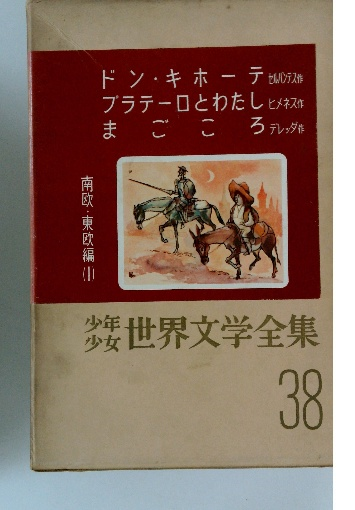 ドン・キホーテ セルバンテス作
プラテーロとわたし ヒメネス作
まごころ デレッダ作
南欧・東欧編(1)
少年少女 世界文学全集
38